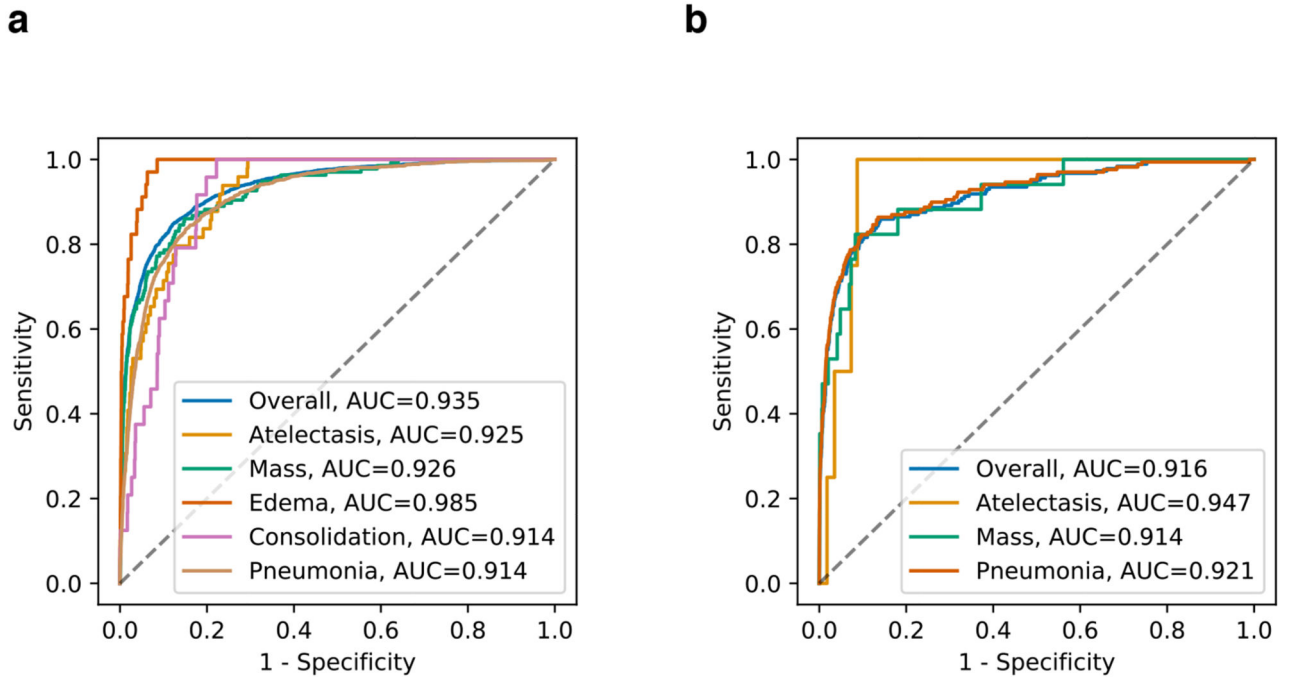 a
1.0
0.8
0.6
0.4
0.2
0.0
Sensitivity
Overall, AUC=0.935
Atelectasis, AUC=0.925
Mass, AUC=0.926
Edema, AUC=0.985
Consolidation, AUC=0.914
Pneumonia, AUC=0.914
0.0 0.2 0.4 0.6 0.8 1.0
1 - Specificity
b
1.0
0.8
0.6
0.4
0.2
0.0
Sensitivity
Overall, AUC=0.916
Atelectasis, AUC=0.947
Mass, AUC=0.914
Pneumonia, AUC=0.921
0.0 0.2 0.4 0.6 0.8 1.0
1 - Specificity